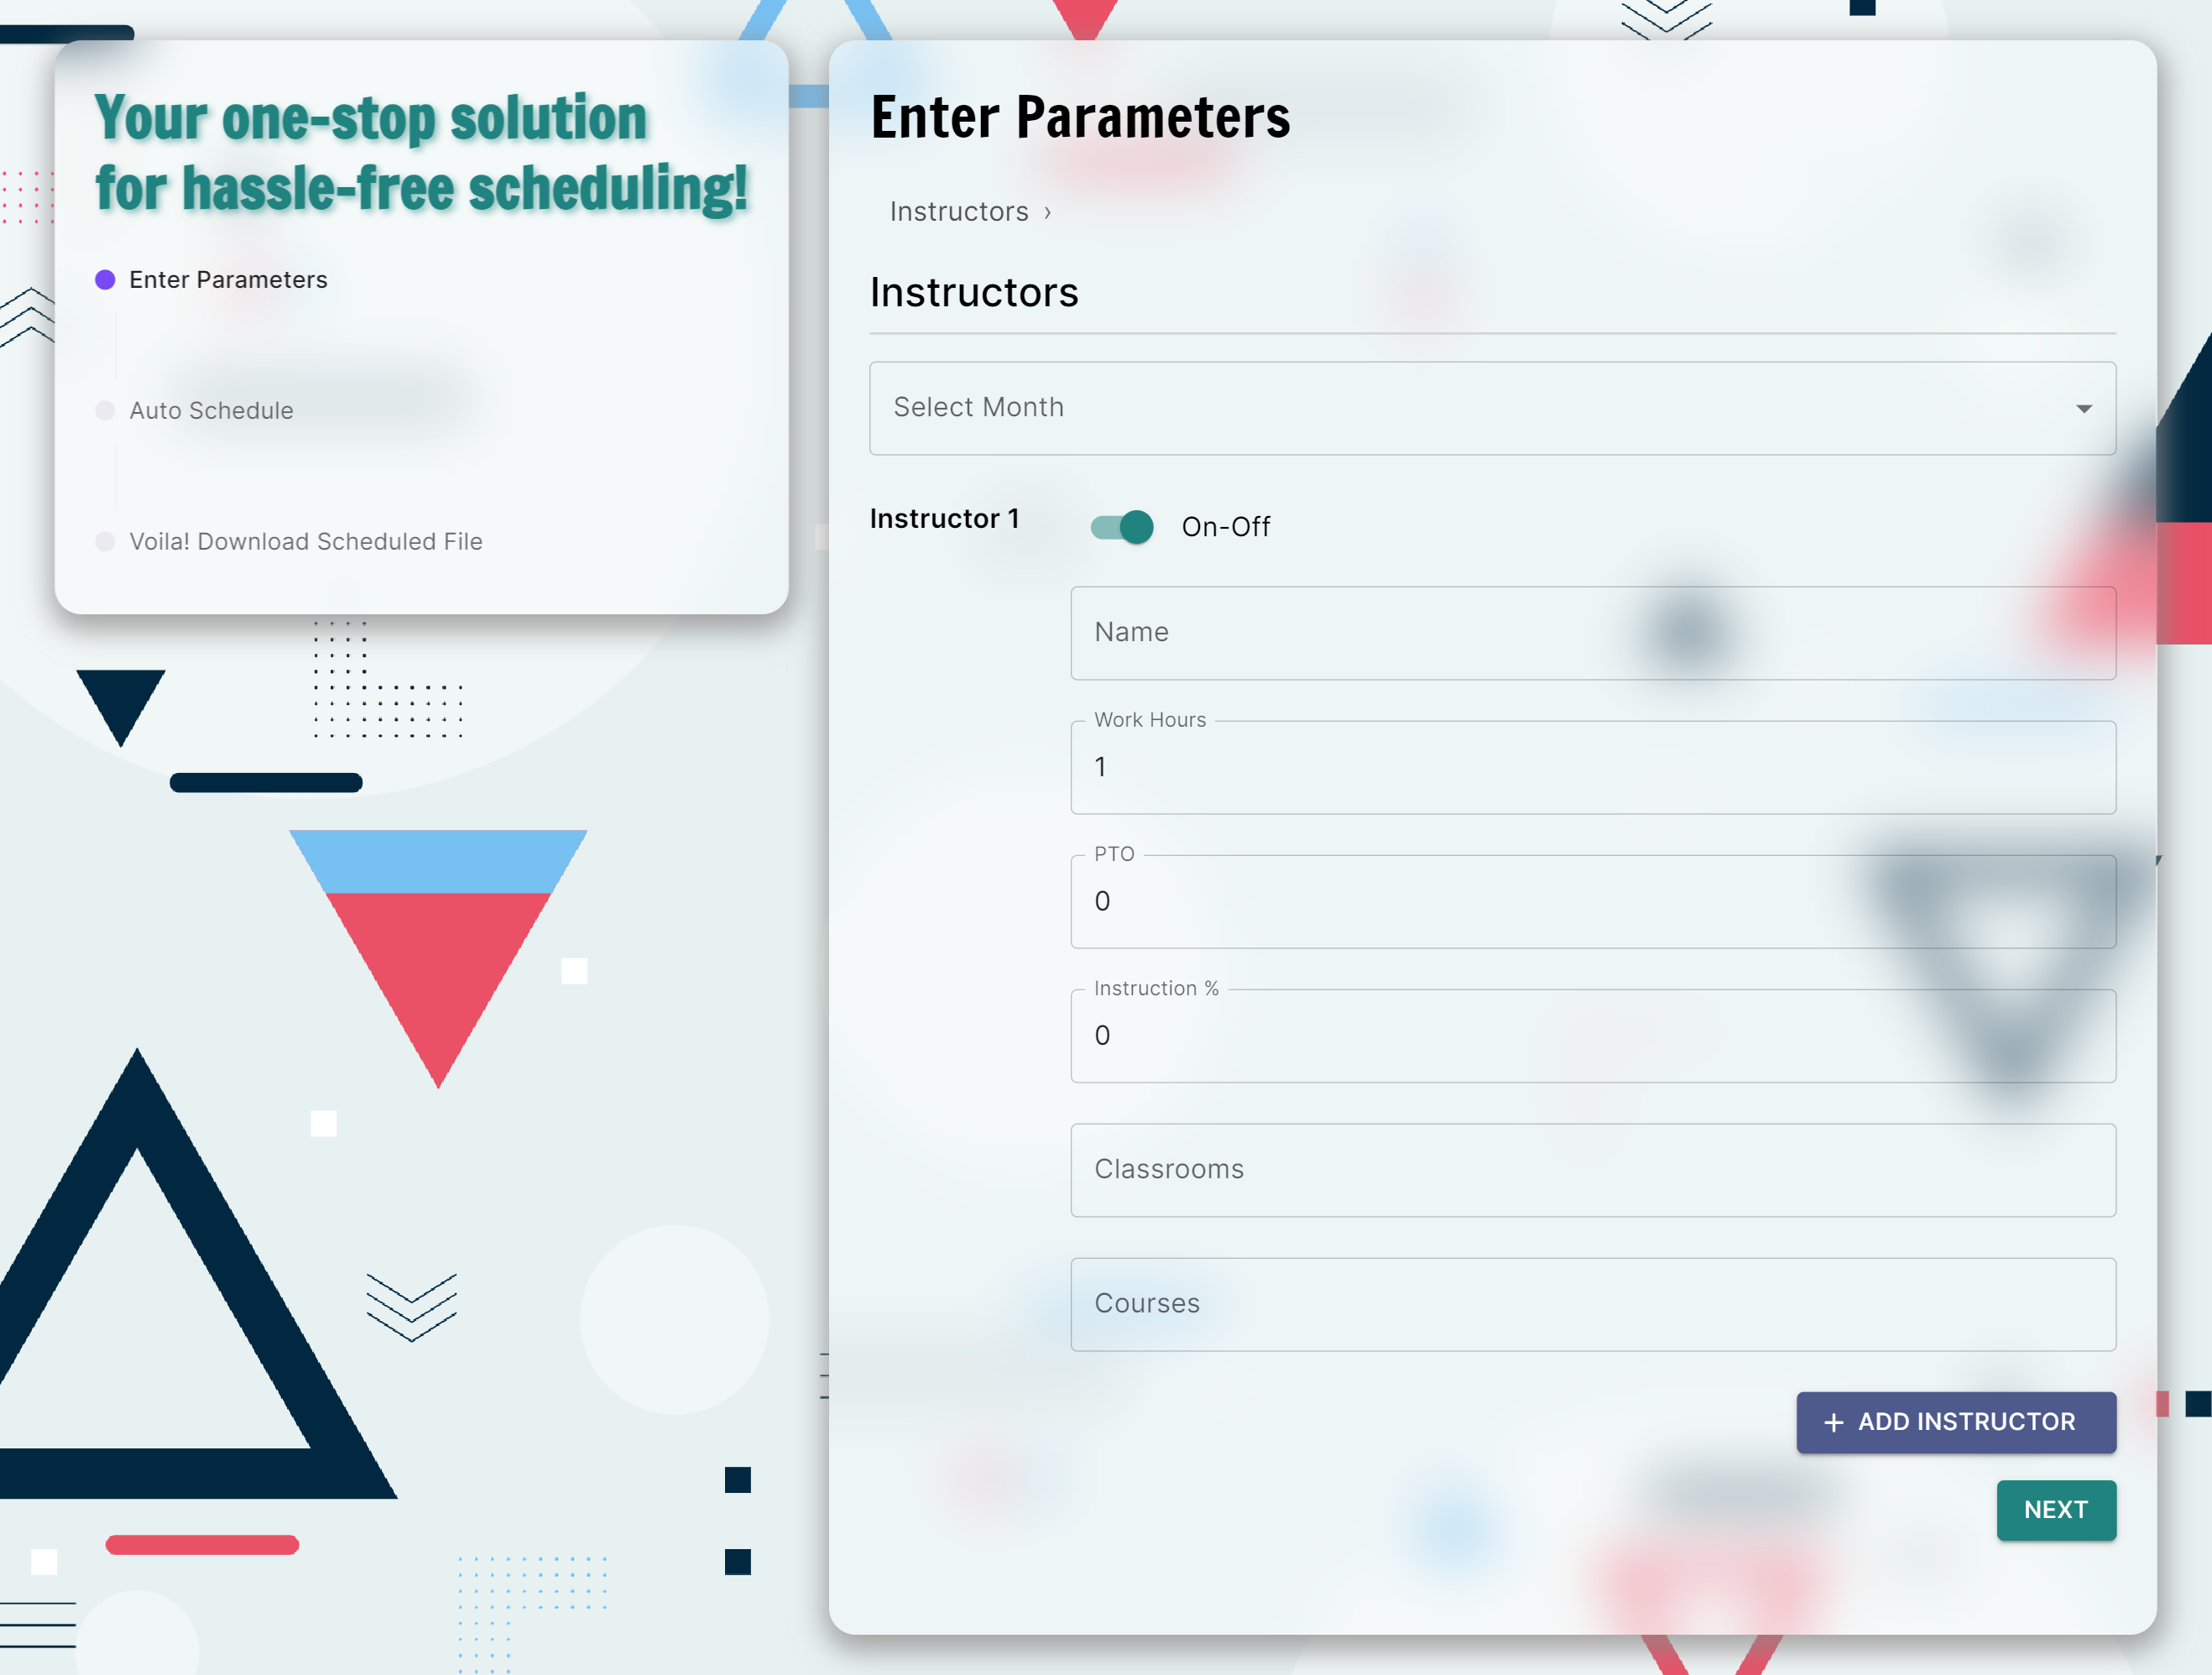 Your one-stop solution
for hassle-free scheduling!
Enter Parameters
Auto Schedule
Voila! Download Scheduled File
Enter Parameters
Instructors ›
Instructors
Select Month
Instructor 1
On-Off
Name
Work Hours
1
PTO
0
Instruction %
0
Classrooms
Courses
+ ADD INSTRUCTOR
NEXT